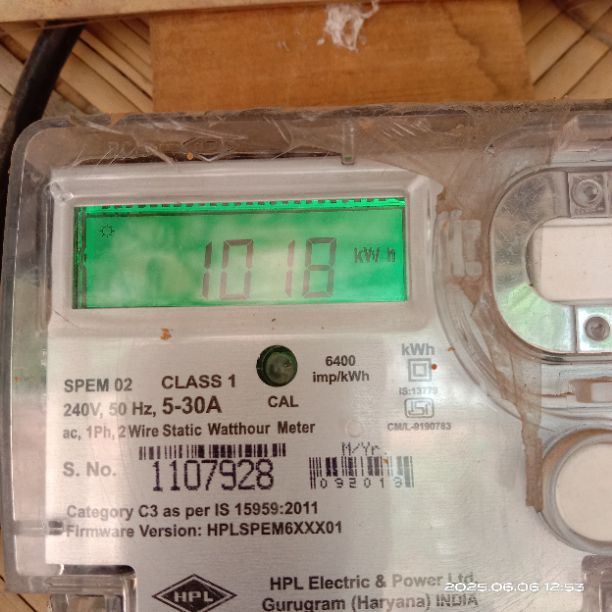 1018 kWh
SPEM 02 CLASS 1 6400 imp/kWh kWh
240V, 50 Hz, 5-30A CAL IS:13779
ac, 1Ph, 2 Wire Static Watthour Meter CM/L-9190783
M/Yr
S. No. 1107928 092018
Category C3 as per IS 15959:2011
Firmware Version: HPLSPEM6XXX01
HPL HPL Electric & Power Ltd.
Gurugram (Haryana) INDIA
2025.06.06 12:53